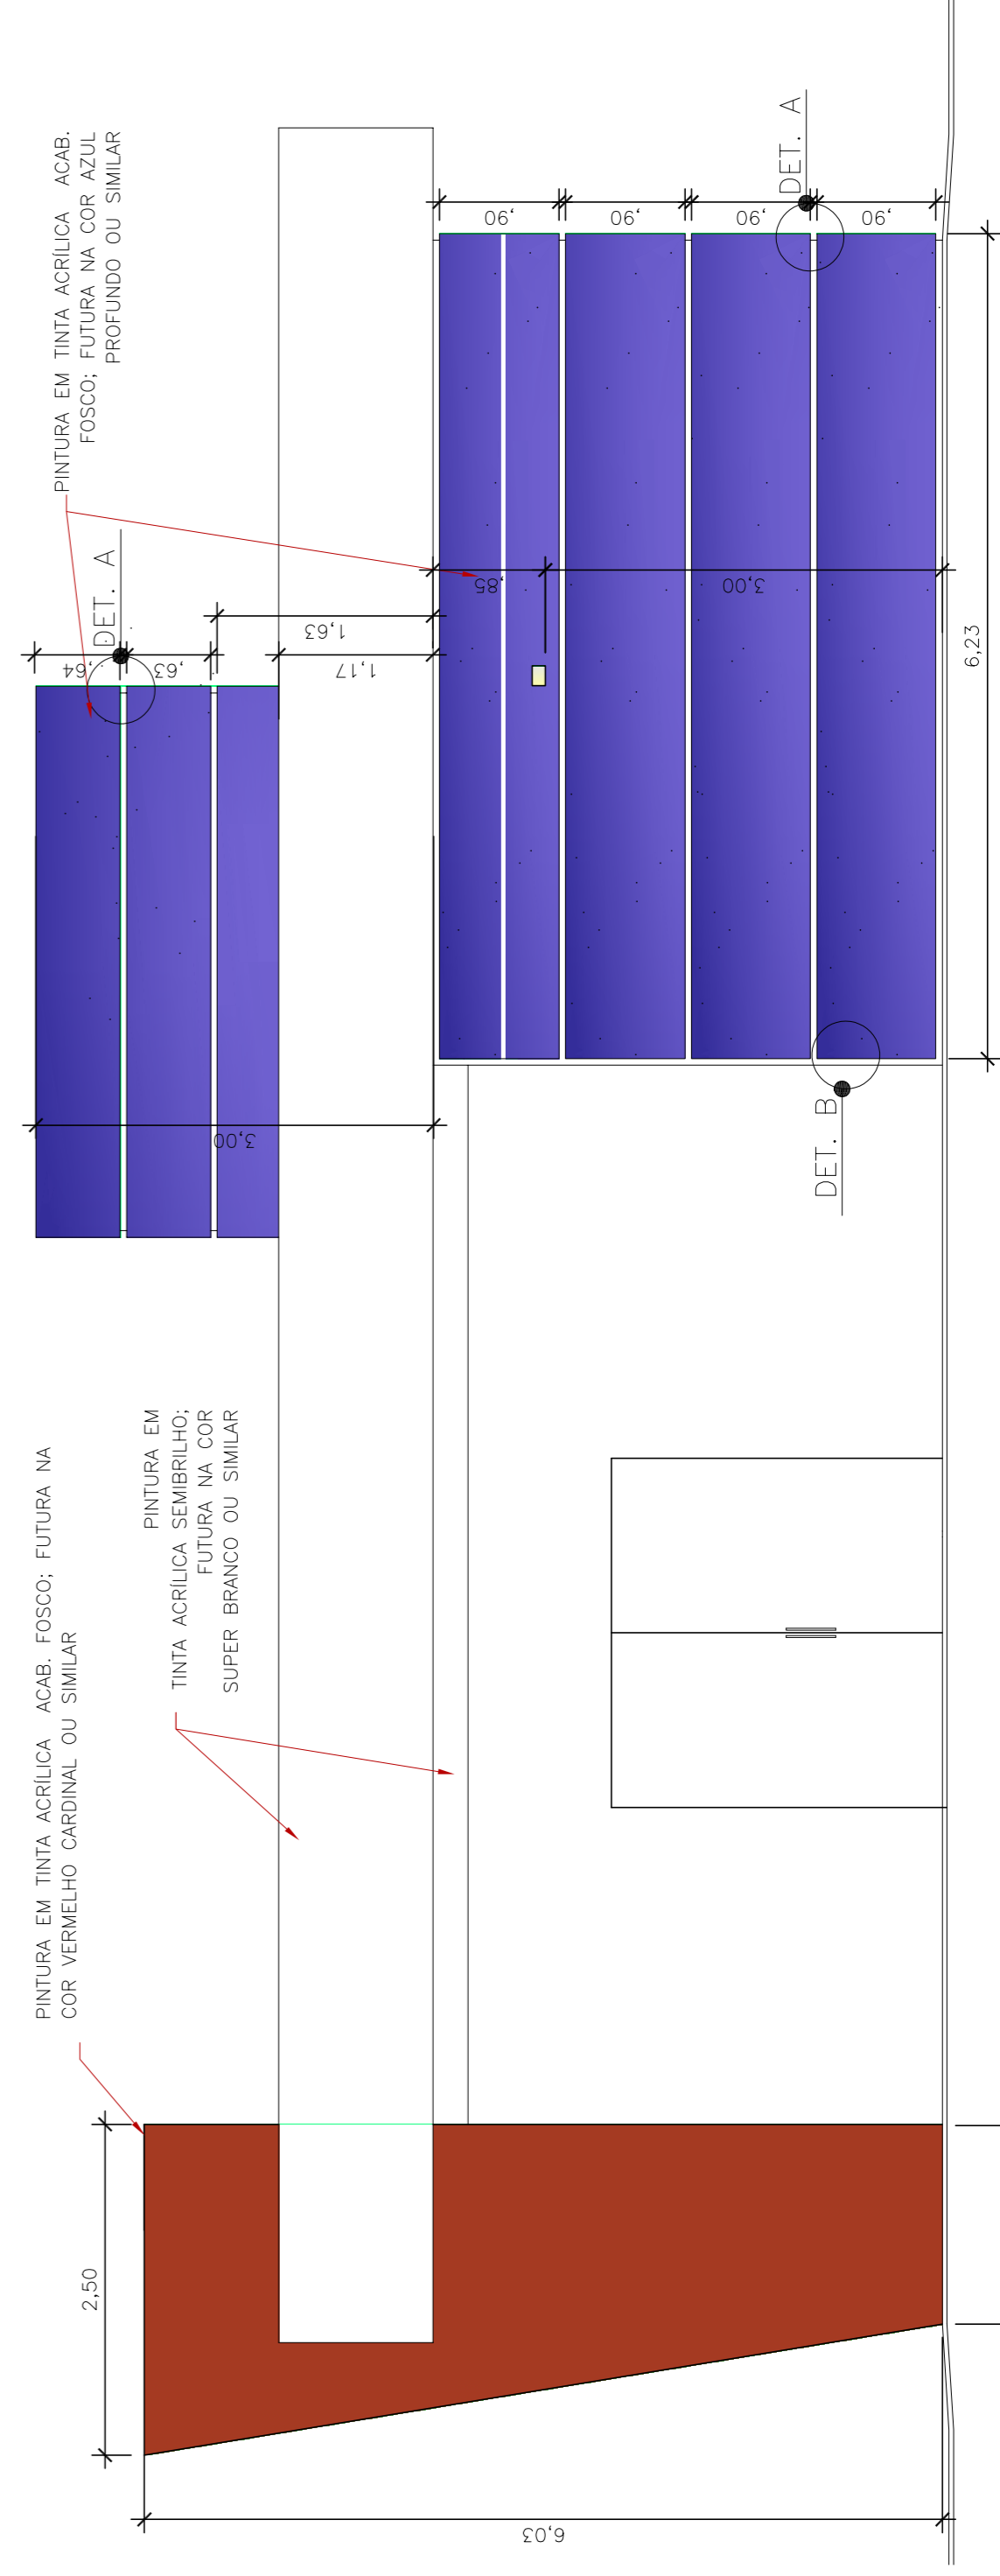 PINTURA EM TINTA ACRÍLICA ACAB. FOSCO; FUTURA NA
COR VERMELHO CARDINAL OU SIMILAR
PINTURA EM
TINTA ACRÍLICA SEMIBRILHO;
FUTURA NA COR
SUPER BRANCO OU SIMILAR
PINTURA EM TINTA ACRÍLICA ACAB.
FOSCO; FUTURA NA COR AZUL
PROFUNDO OU SIMILAR
2,50
6,03
3,00
DET. A
,64
,63
1,63
1,17
,85
3,00
,90
,90
,90
,90
DET. A
DET. B
6,23